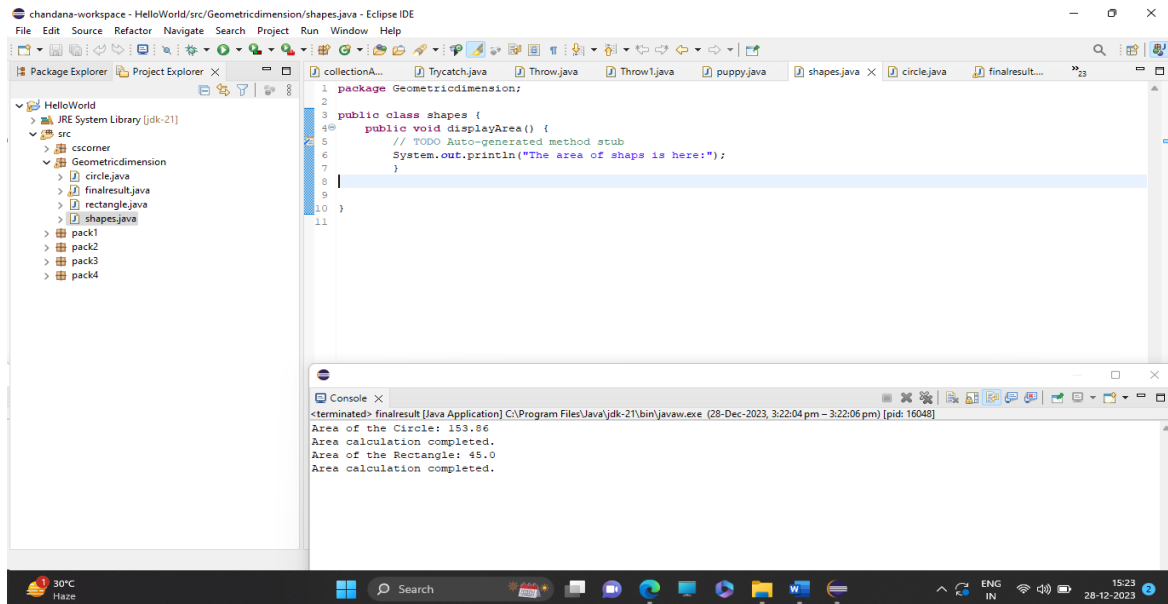 chandana-workspace - HelloWorld/src/Geometricdimension/shapes.java - Eclipse IDE
File Edit Source Refactor Navigate Search Project Run Window Help
Package Explorer Project Explorer
HelloWorld
JRE System Library [jdk-21]
src
cscorner
Geometricdimension
circle.java
finalresult.java
rectangle.java
shapes.java
pack1
pack2
pack3
pack4
collectionA... Trycatch.java Throw.java Throw1.java puppy.java shapes.java circle.java finalresult.... »23
1 package Geometricdimension;
2
3 public class shapes {
4 public void displayArea() {
5 // TODO Auto-generated method stub
6 System.out.println("The area of shaps is here:");
7 }
8
9
10 }
11
Console
<terminated> finalresult [Java Application] C:\Program Files\Java\jdk-21\bin\javaw.exe (28-Dec-2023, 3:22:04 pm – 3:22:06 pm) [pid: 16048]
Area of the Circle: 153.86
Area calculation completed.
Area of the Rectangle: 45.0
Area calculation completed.
1
30°C
Haze
Search
ENG
IN
15:23
28-12-2023
2